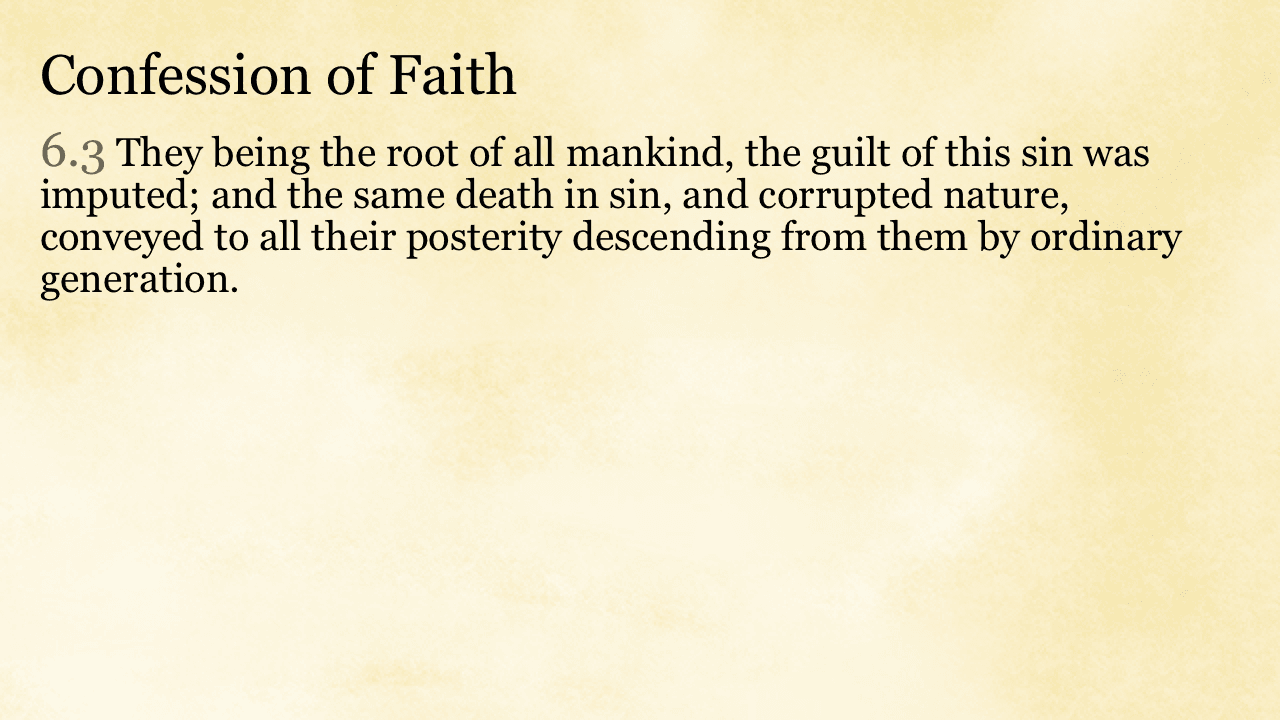 Confession of Faith
6.3 They being the root of all mankind, the guilt of this sin was
imputed; and the same death in sin, and corrupted nature,
conveyed to all their posterity descending from them by ordinary
generation.